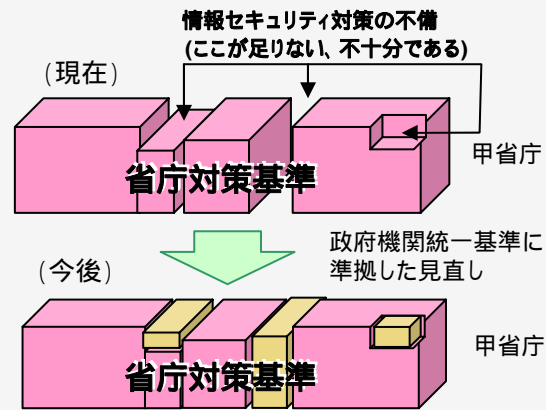 情報セキュリティ対策の不備
(ここが足りない、不十分である)
(現在)
甲省庁
省庁対策基準
政府機関統一基準に
準拠した見直し
(今後)
甲省庁
省庁対策基準